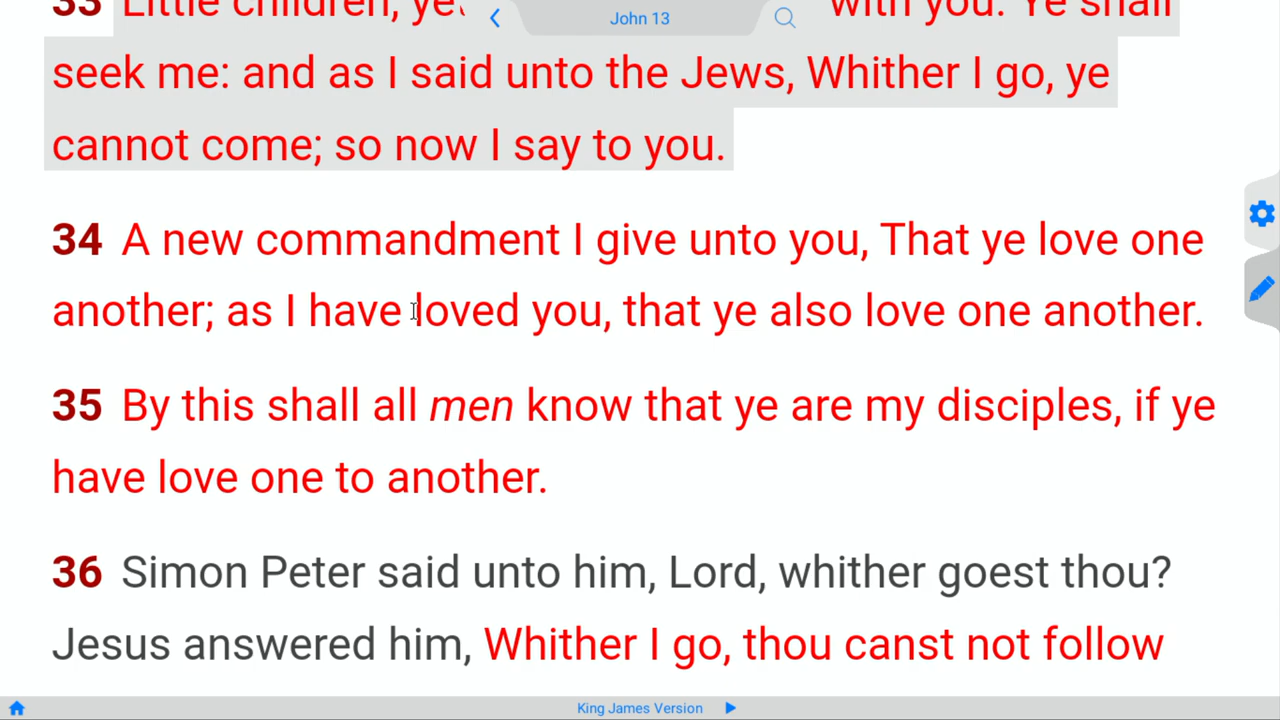 John 13
33 Little children, ye with you. Ye shall
seek me: and as I said unto the Jews, Whither I go, ye
cannot come; so now I say to you.
34 A new commandment I give unto you, That ye love one
another; as I have loved you, that ye also love one another.
35 By this shall all men know that ye are my disciples, if ye
have love one to another.
36 Simon Peter said unto him, Lord, whither goest thou?
Jesus answered him, Whither I go, thou canst not follow
King James Version